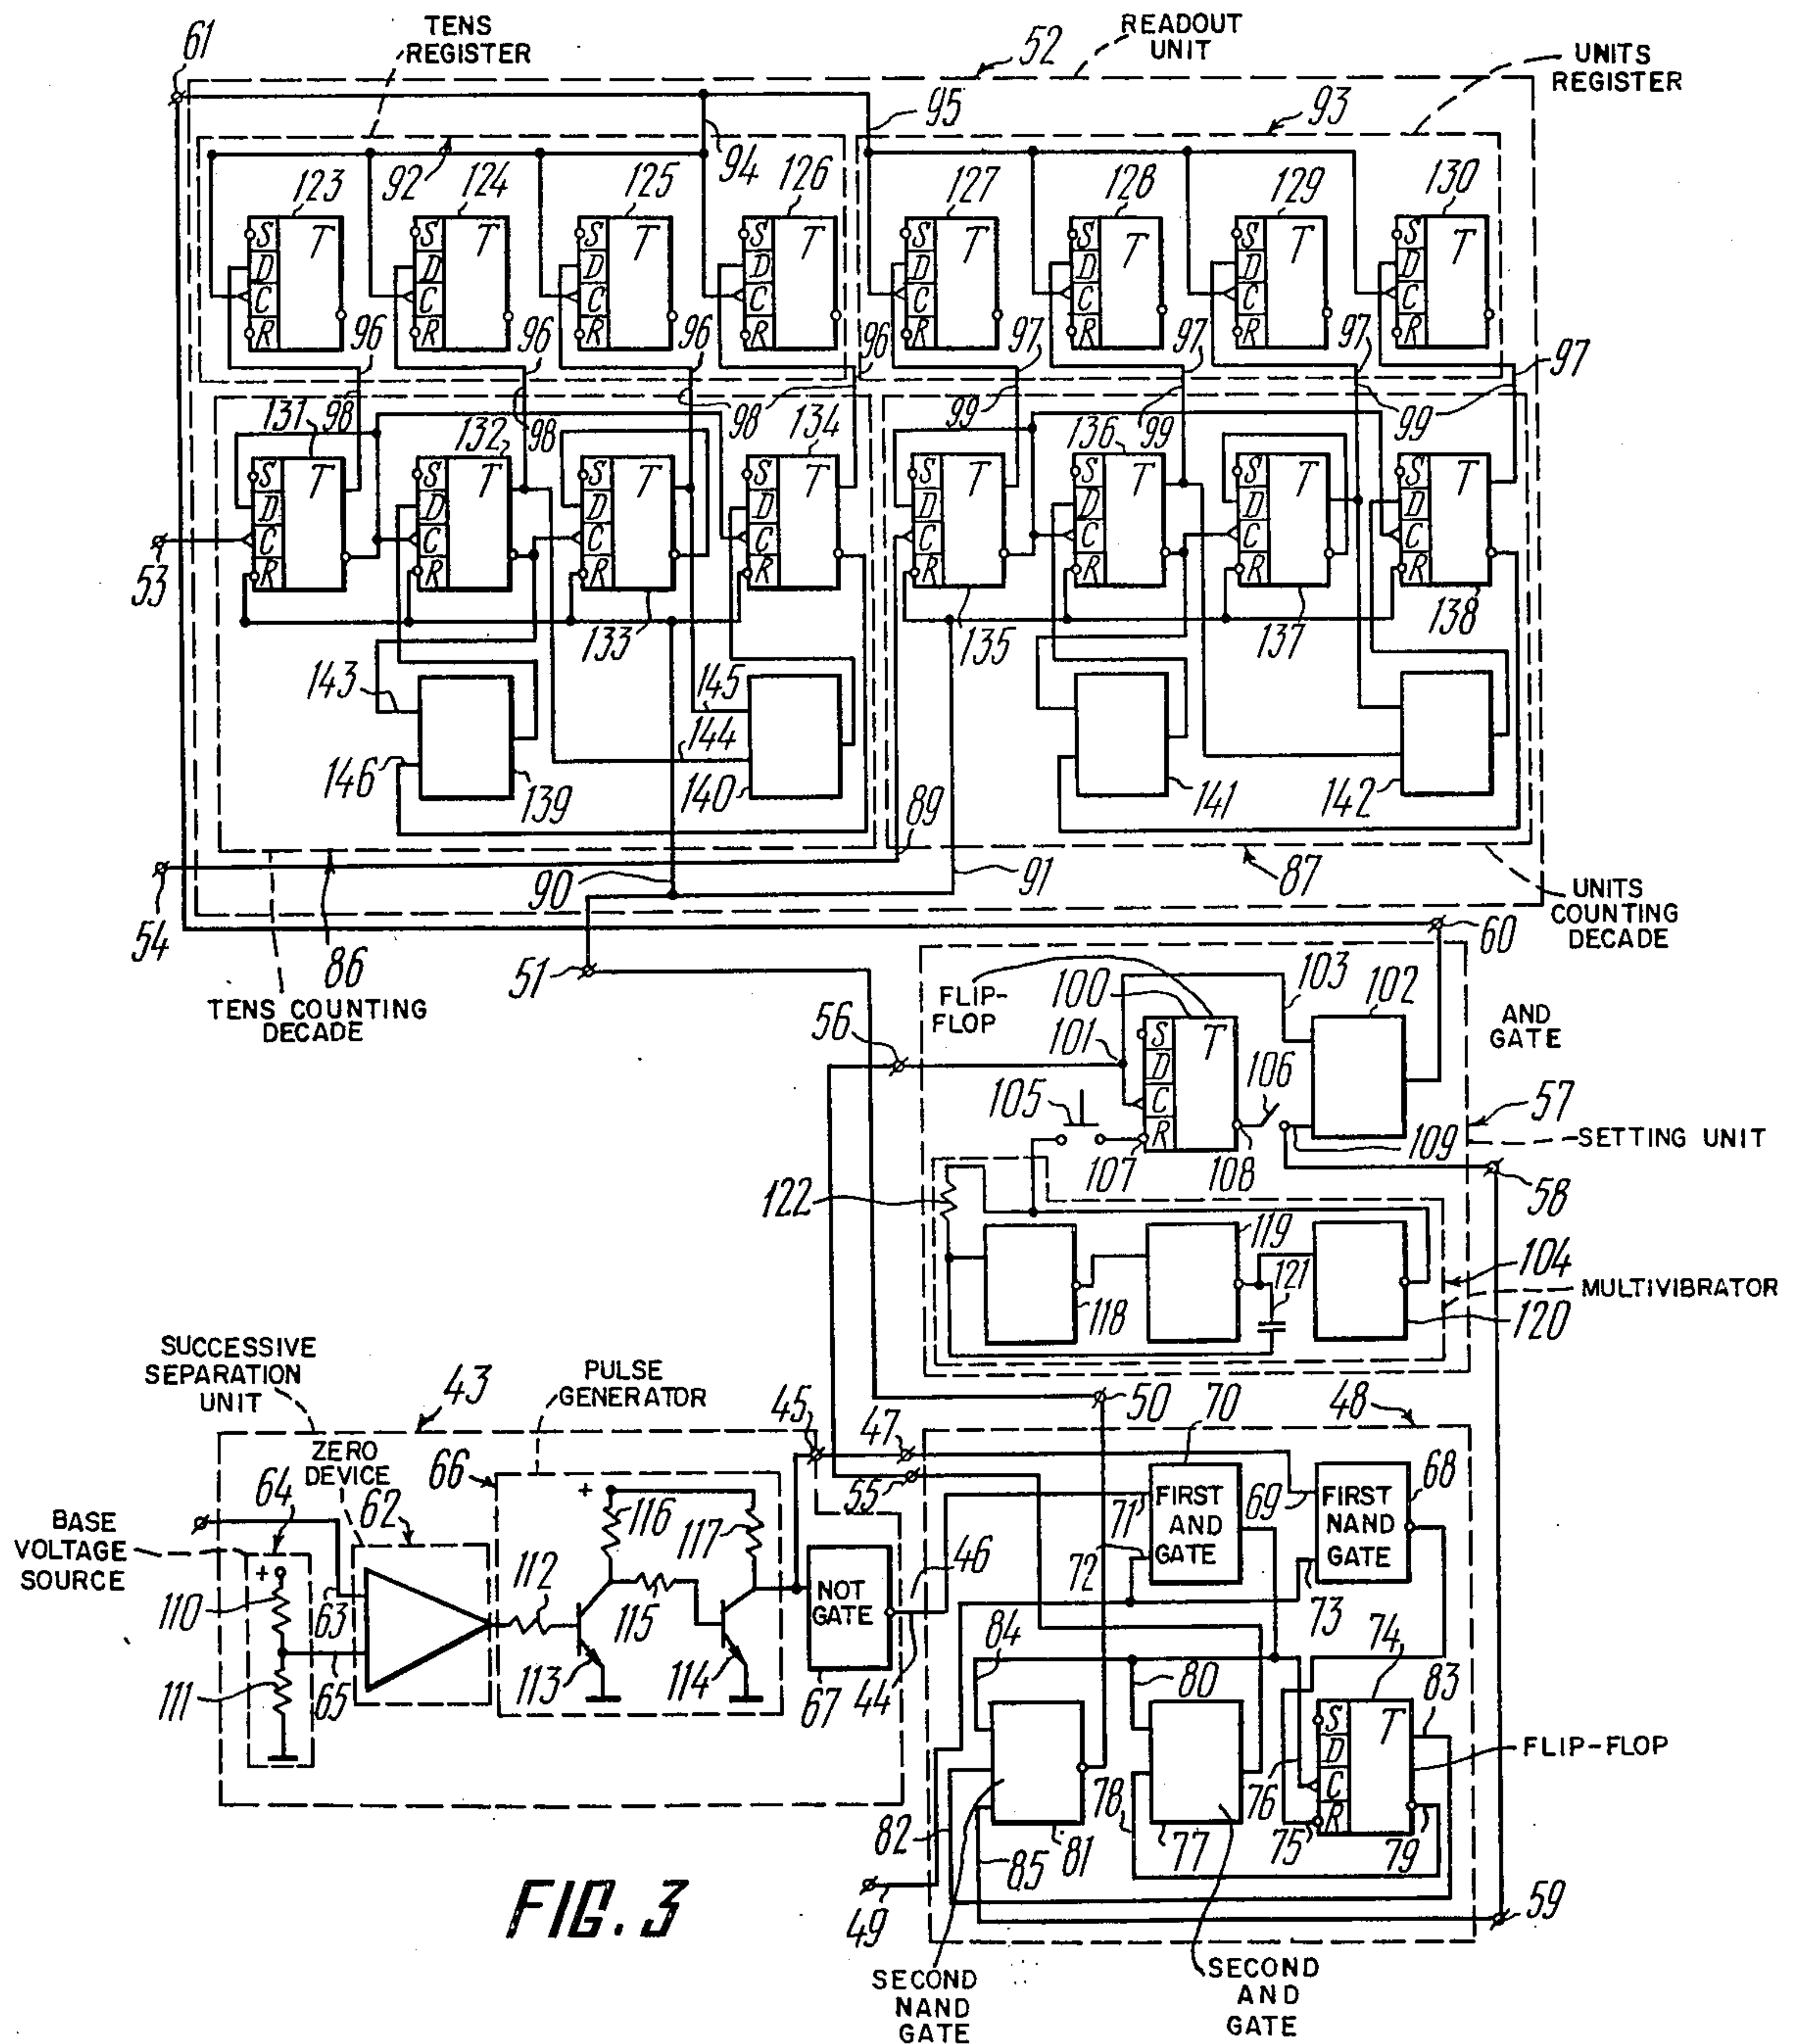 TENS
REGISTER
READOUT
UNIT
UNITS
REGISTER
61
52
95
93
92
94
123 124 125 126 127 128 129 130
S T S T S T S T S T S T S T S T
D D D D D D D D
C C C C C C C C
R R R R R R R R
96 96 96 96 97 97 97 97
98 98 98 99 99 99
131 132 134 136
S T S T S T S T S T S T S T S T
D D D D D D D D
C C C C C C C C
R R R R R R R R
53
133 135 137 138
143 145
144
146 139 140 141 142
89
54 86 90 91 87
UNITS
COUNTING
DECADE
TENS COUNTING
DECADE
51
60
FLIP-
FLOP
100 103 102
AND
GATE
56
101
S T
D
C
R
105 106
107 108 109
57
SETTING UNIT
58
122
119
121
118
120
104
MULTIVIBRATOR
SUCCESSIVE
SEPARATION
UNIT
43
PULSE
GENERATOR
45 47 50 70 48
55
ZERO
DEVICE
64
62
66
BASE
VOLTAGE
SOURCE
+
+
116 117
110
63
112
115
113 114
111
65
NOT
GATE
67
44
46
71
72
FIRST
AND
GATE
69
FIRST
NAND
GATE
68
73
74
84 80 83
S T
D
C
R
FLIP-FLOP
76
78
75 79
82
85
81
77
49
59
FIG. 3
SECOND
NAND
GATE
SECOND
AND
GATE